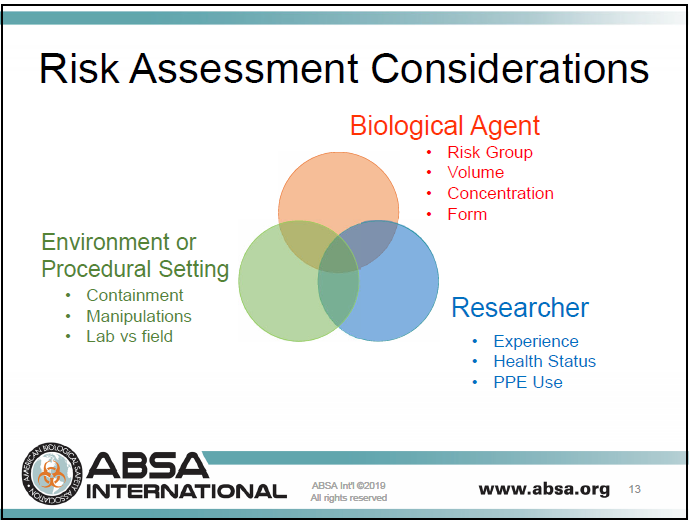 Risk Assessment Considerations
Biological Agent
• Risk Group
• Volume
• Concentration
• Form
Environment or
Procedural Setting
• Containment
• Manipulations
• Lab vs field
Researcher
• Experience
• Health Status
• PPE Use
AMERICAN BIOLOGICAL SAFETY ASSOCIATION
ABSA
INTERNATIONAL
ABSA Int'l ©2019
All rights reserved
www.absa.org
13